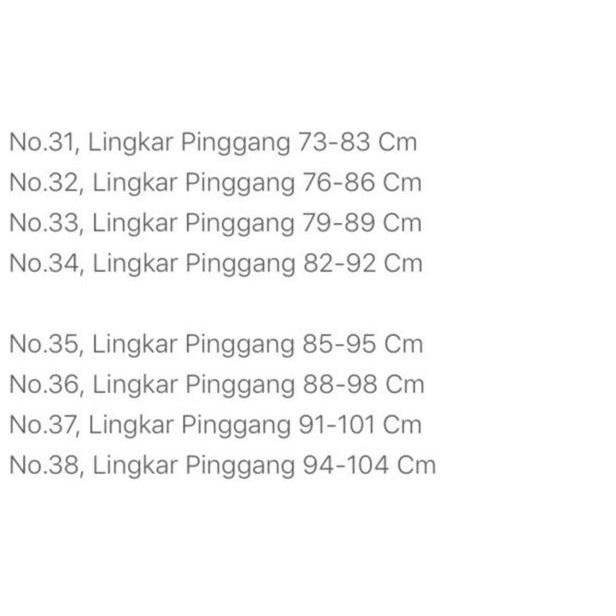 No.31, Lingkar Pinggang 73-83 Cm
No.32, Lingkar Pinggang 76-86 Cm
No.33, Lingkar Pinggang 79-89 Cm
No.34, Lingkar Pinggang 82-92 Cm
No.35, Lingkar Pinggang 85-95 Cm
No.36, Lingkar Pinggang 88-98 Cm
No.37, Lingkar Pinggang 91-101 Cm
No.38, Lingkar Pinggang 94-104 Cm